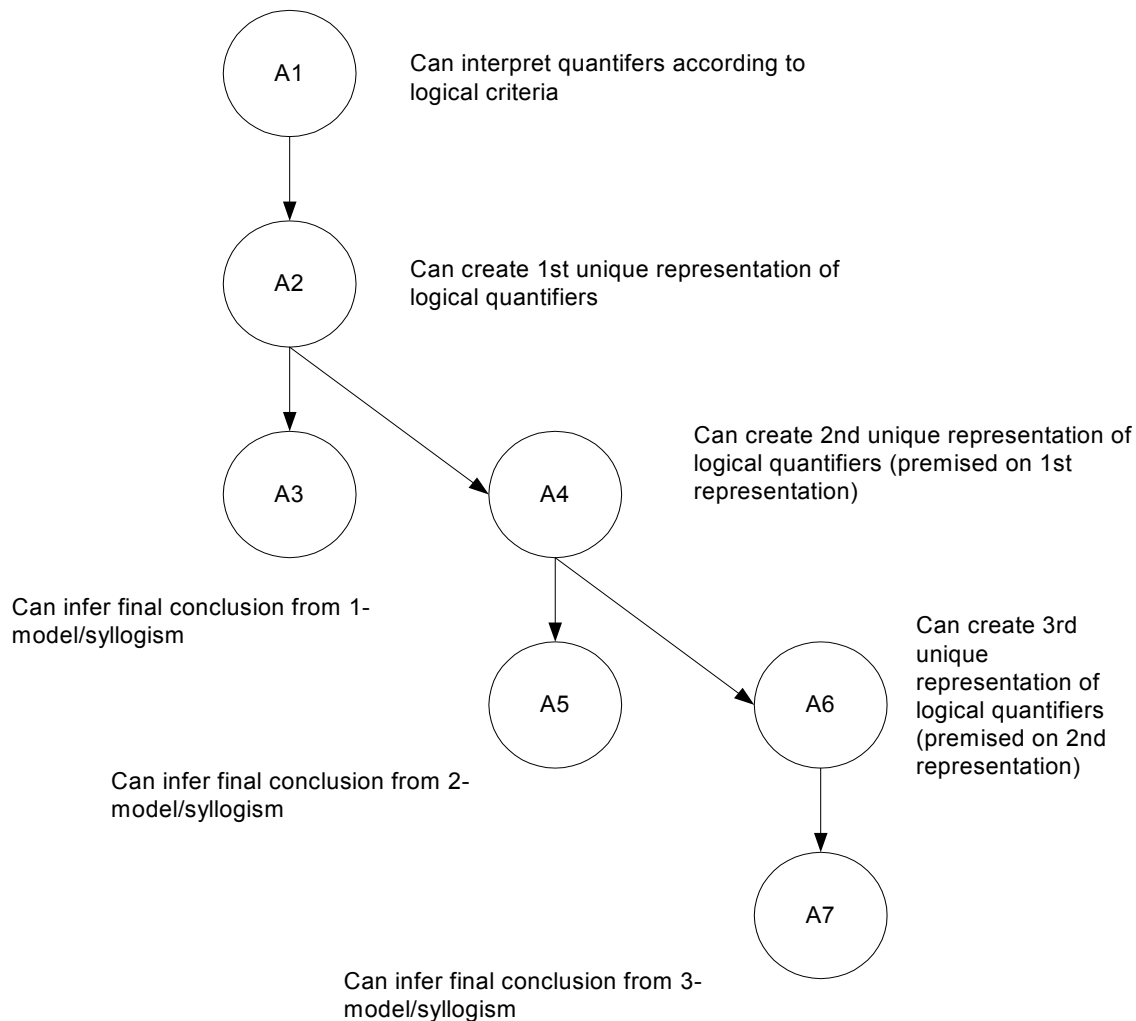 A1
Can interpret quantifers according to
logical criteria
A2
Can create 1st unique representation of
logical quantifiers
A3
A4
Can create 2nd unique representation of
logical quantifiers (premised on 1st
representation)
Can infer final conclusion from 1-
model/syllogism
A5
A6
Can create 3rd
unique
representation of
logical quantifiers
(premised on 2nd
representation)
Can infer final conclusion from 2-
model/syllogism
A7
Can infer final conclusion from 3-
model/syllogism